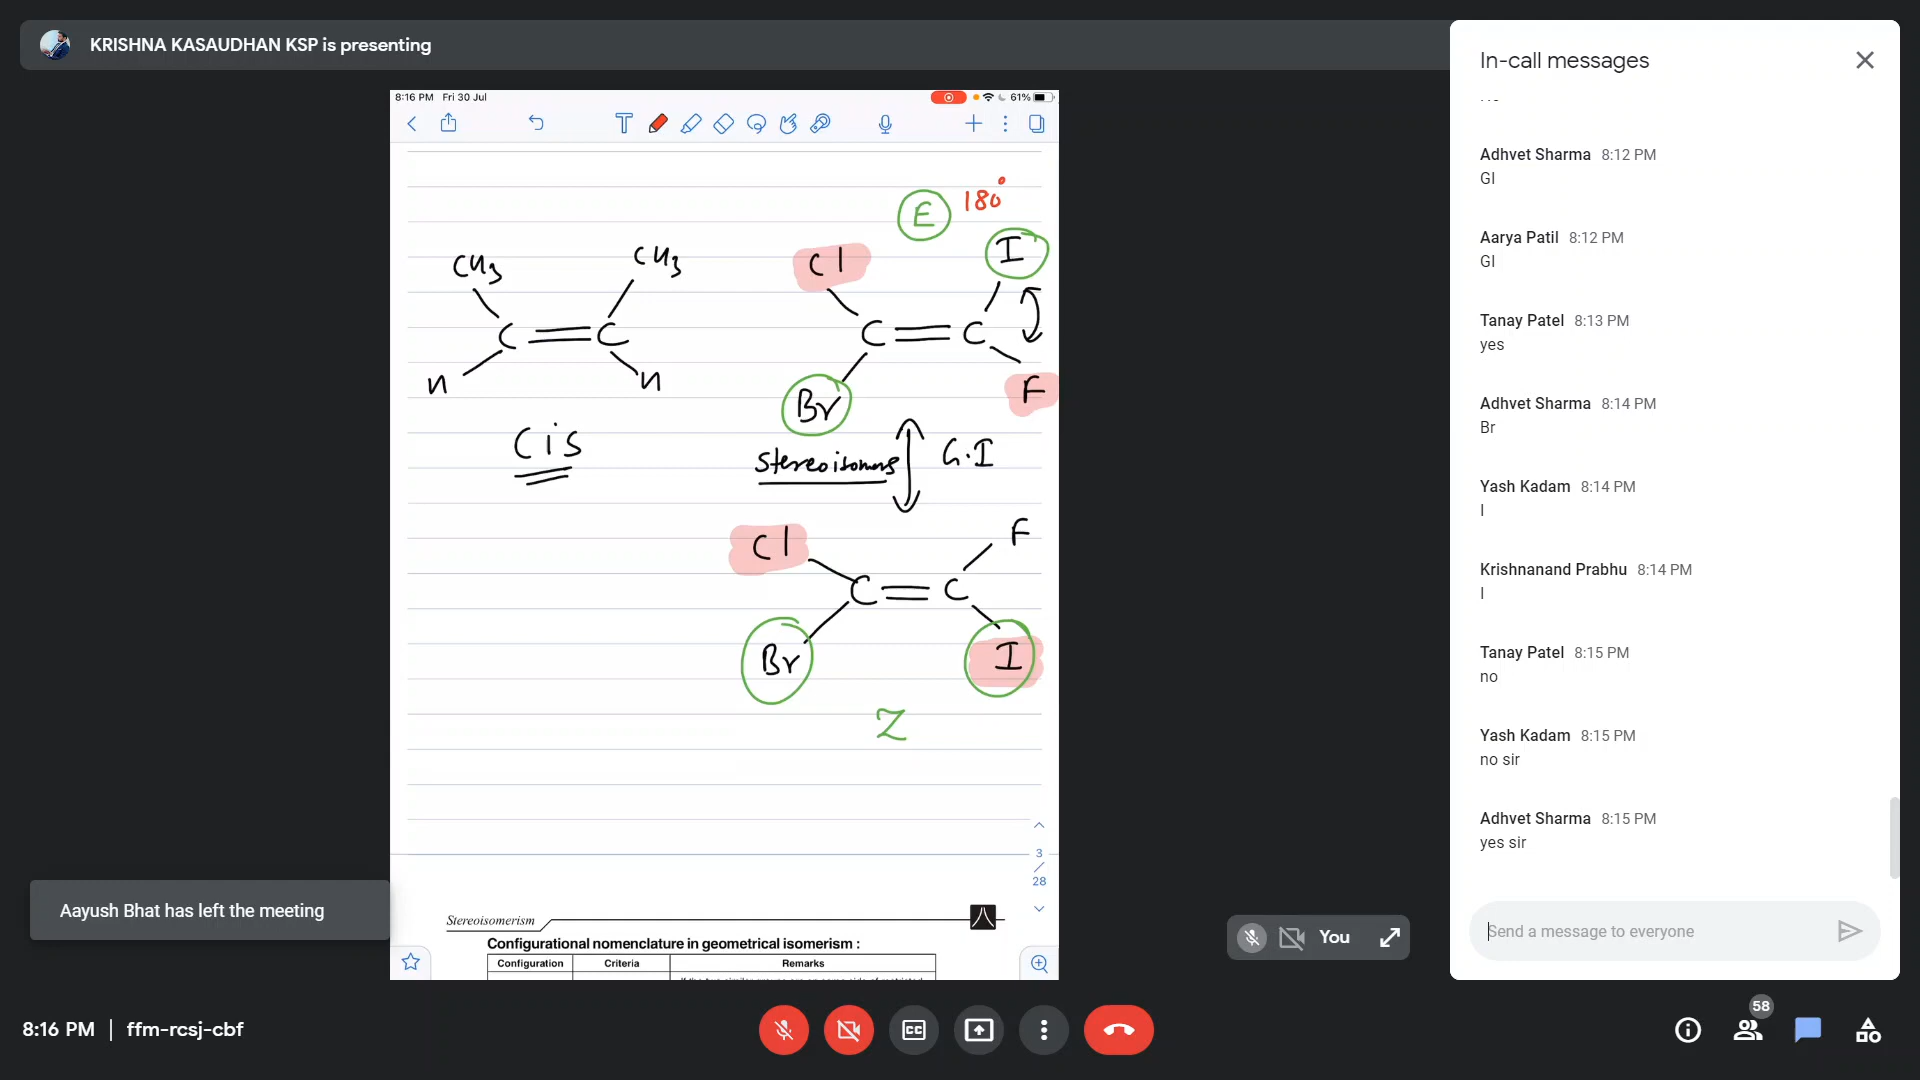 KRISHNA KASAUDHAN KSP is presenting
8:16 PM Fri 30 Jul
61%
T
E 180°
CH3 CH3
Cl I
C C
C C
H H
Br F
Cis
Stereoisomers G.I
Cl F
C C
Br I
Z
3
28
Stereoisomerism
Configurational nomenclature in geometrical isomerism :
Configuration Criteria Remarks
Aayush Bhat has left the meeting
You
In-call messages
Adhvet Sharma 8:12 PM
GI
Aarya Patil 8:12 PM
GI
Tanay Patel 8:13 PM
yes
Adhvet Sharma 8:14 PM
Br
Yash Kadam 8:14 PM
I
Krishnanand Prabhu 8:14 PM
I
Tanay Patel 8:15 PM
no
Yash Kadam 8:15 PM
no sir
Adhvet Sharma 8:15 PM
yes sir
Send a message to everyone
8:16 PM | ffm-rcsj-cbf
CC
58